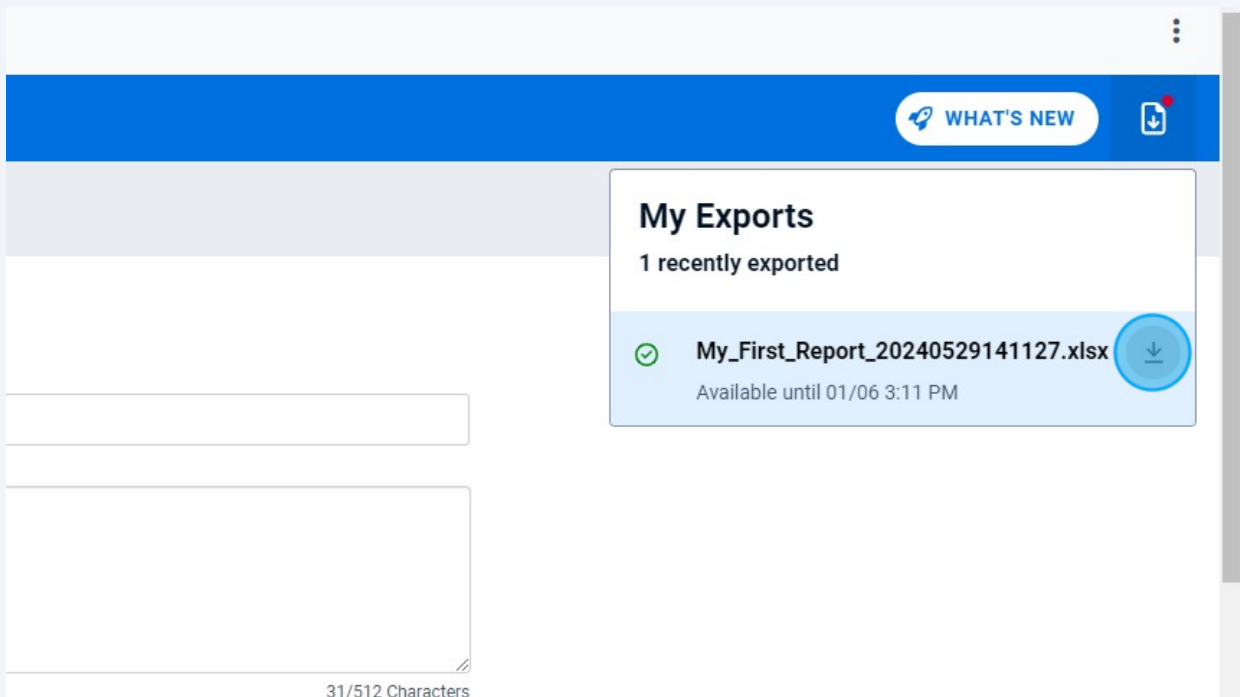 WHAT'S NEW
My Exports
1 recently exported
My_First_Report_20240529141127.xlsx
Available until 01/06 3:11 PM
31/512 Characters